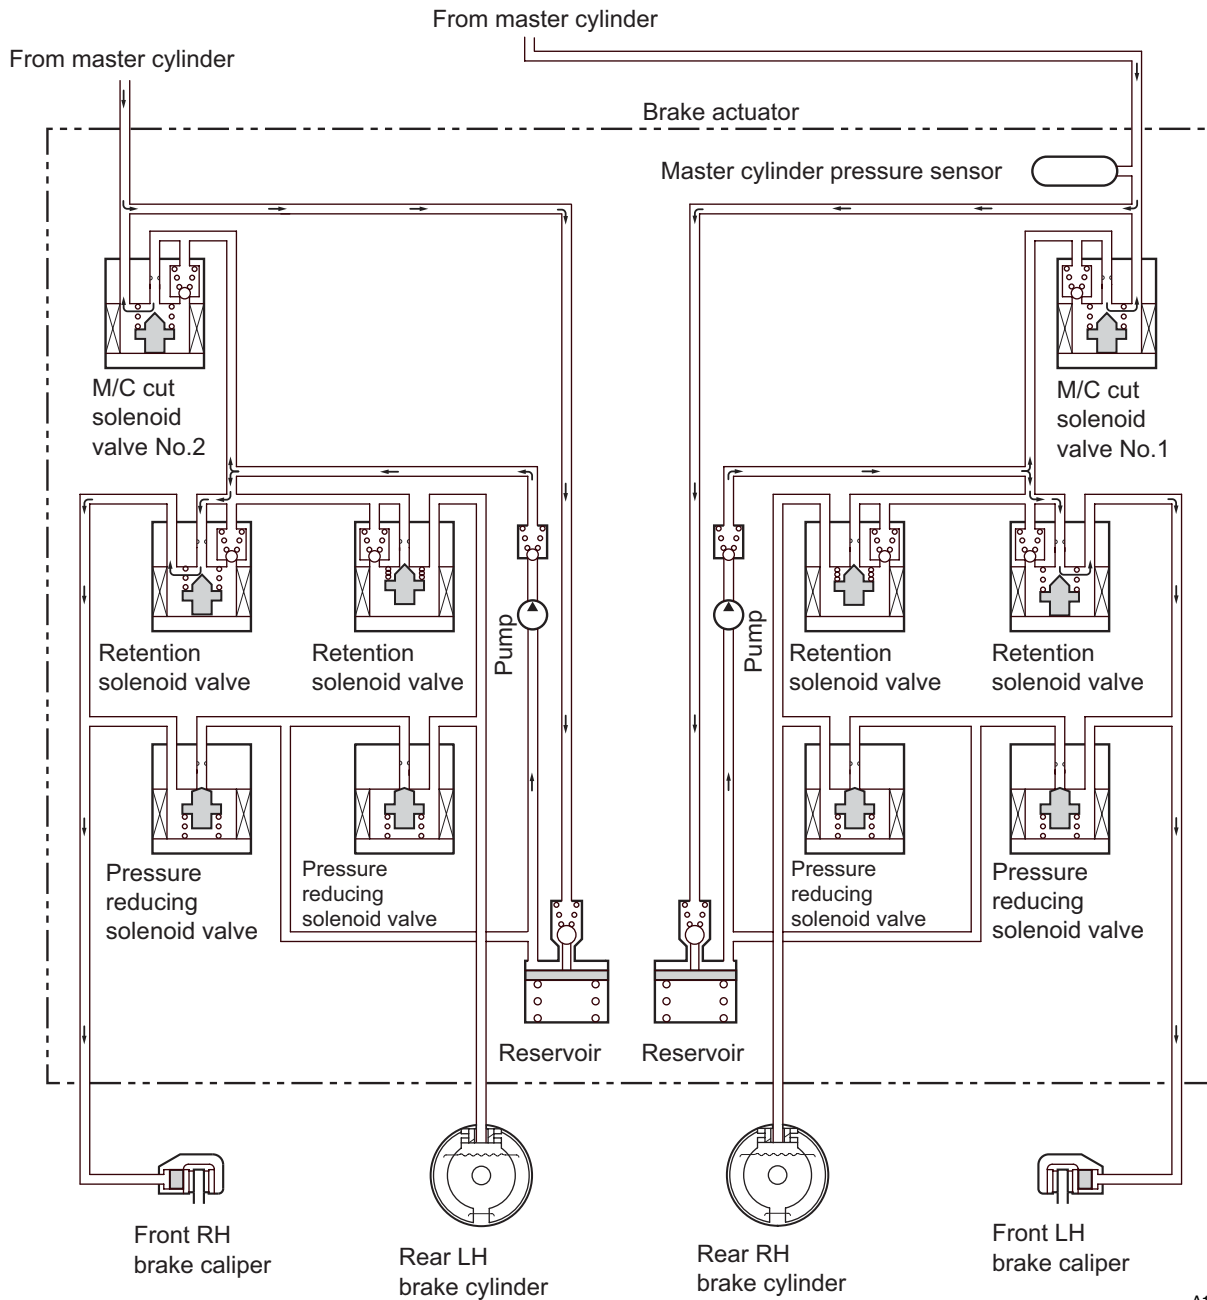 From master cylinder
From master cylinder
Brake actuator
Master cylinder pressure sensor
M/C cut
solenoid
valve No.2
M/C cut
solenoid
valve No.1
Pump
Pump
Retention
solenoid valve
Retention
solenoid valve
Retention
solenoid valve
Retention
solenoid valve
Pressure
reducing
solenoid valve
Pressure
reducing
solenoid valve
Pressure
reducing
solenoid valve
Pressure
reducing
solenoid valve
Reservoir
Reservoir
Front RH
brake caliper
Rear LH
brake cylinder
Rear RH
brake cylinder
Front LH
brake caliper